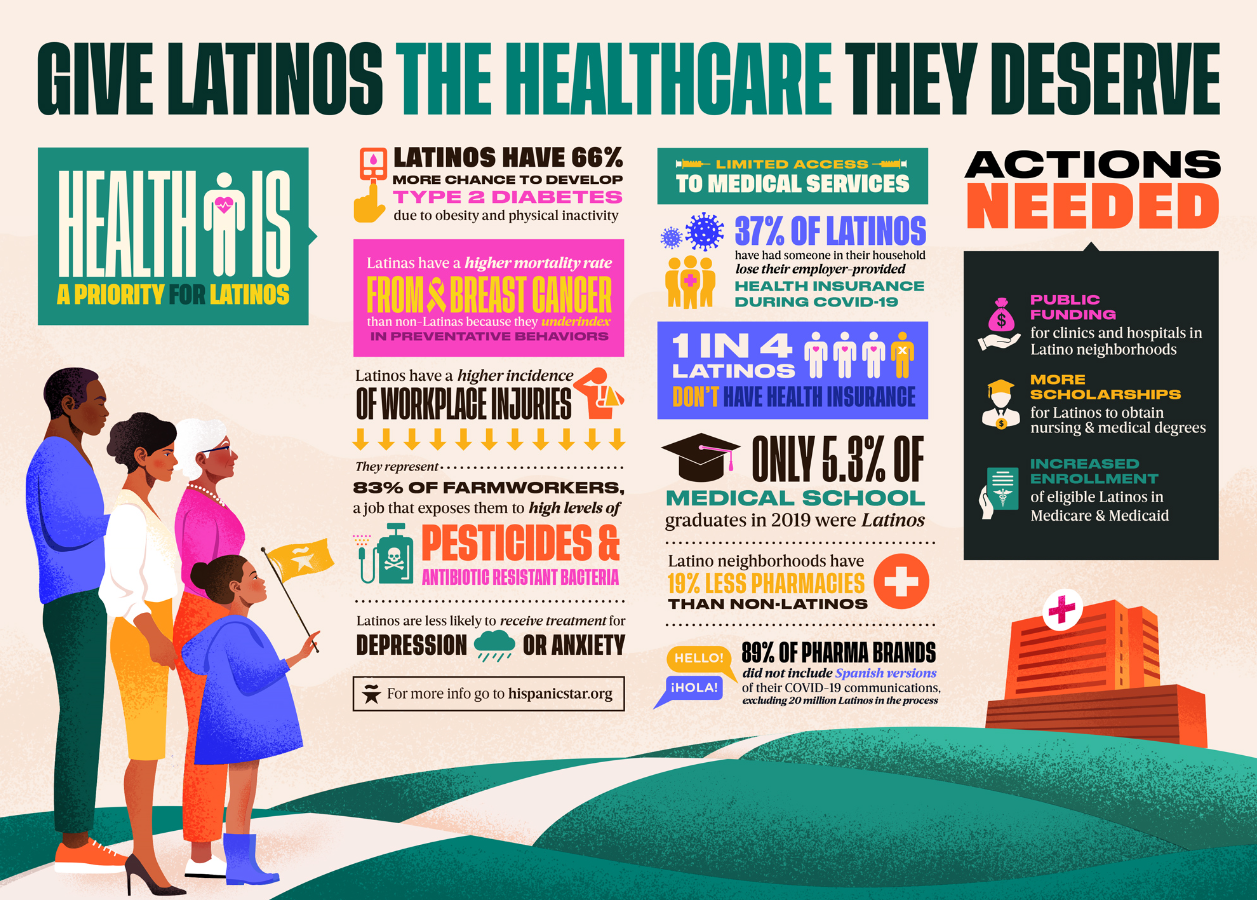 GIVE LATINOS THE HEALTHCARE THEY DESERVE
HEALTH IS
A PRIORITY FOR LATINOS
LATINOS HAVE 66%
MORE CHANCE TO DEVELOP
TYPE 2 DIABETES
due to obesity and physical inactivity
Latinas have a higher mortality rate
FROM BREAST CANCER
than non-Latinas because they underindex
IN PREVENTATIVE BEHAVIORS
Latinos have a higher incidence
OF WORKPLACE INJURIES
They represent
83% OF FARMWORKERS,
a job that exposes them to high levels of
PESTICIDES &
ANTIBIOTIC RESISTANT BACTERIA
Latinos are less likely to receive treatment for
DEPRESSION OR ANXIETY
For more info go to hispanicstar.org
LIMITED ACCESS
TO MEDICAL SERVICES
37% OF LATINOS
have had someone in their household
lose their employer-provided
HEALTH INSURANCE
DURING COVID-19
1 IN 4
LATINOS
DON'T HAVE HEALTH INSURANCE
ONLY 5.3% OF
MEDICAL SCHOOL
graduates in 2019 were Latinos
Latino neighborhoods have
19% LESS PHARMACIES
THAN NON-LATINOS
HELLO!
¡HOLA!
89% OF PHARMA BRANDS
did not include Spanish versions
of their COVID-19 communications,
excluding 20 million Latinos in the process
ACTIONS
NEEDED
$
PUBLIC
FUNDING
for clinics and hospitals in
Latino neighborhoods
$
MORE
SCHOLARSHIPS
for Latinos to obtain
nursing & medical degrees
INCREASED
ENROLLMENT
of eligible Latinos in
Medicare & Medicaid